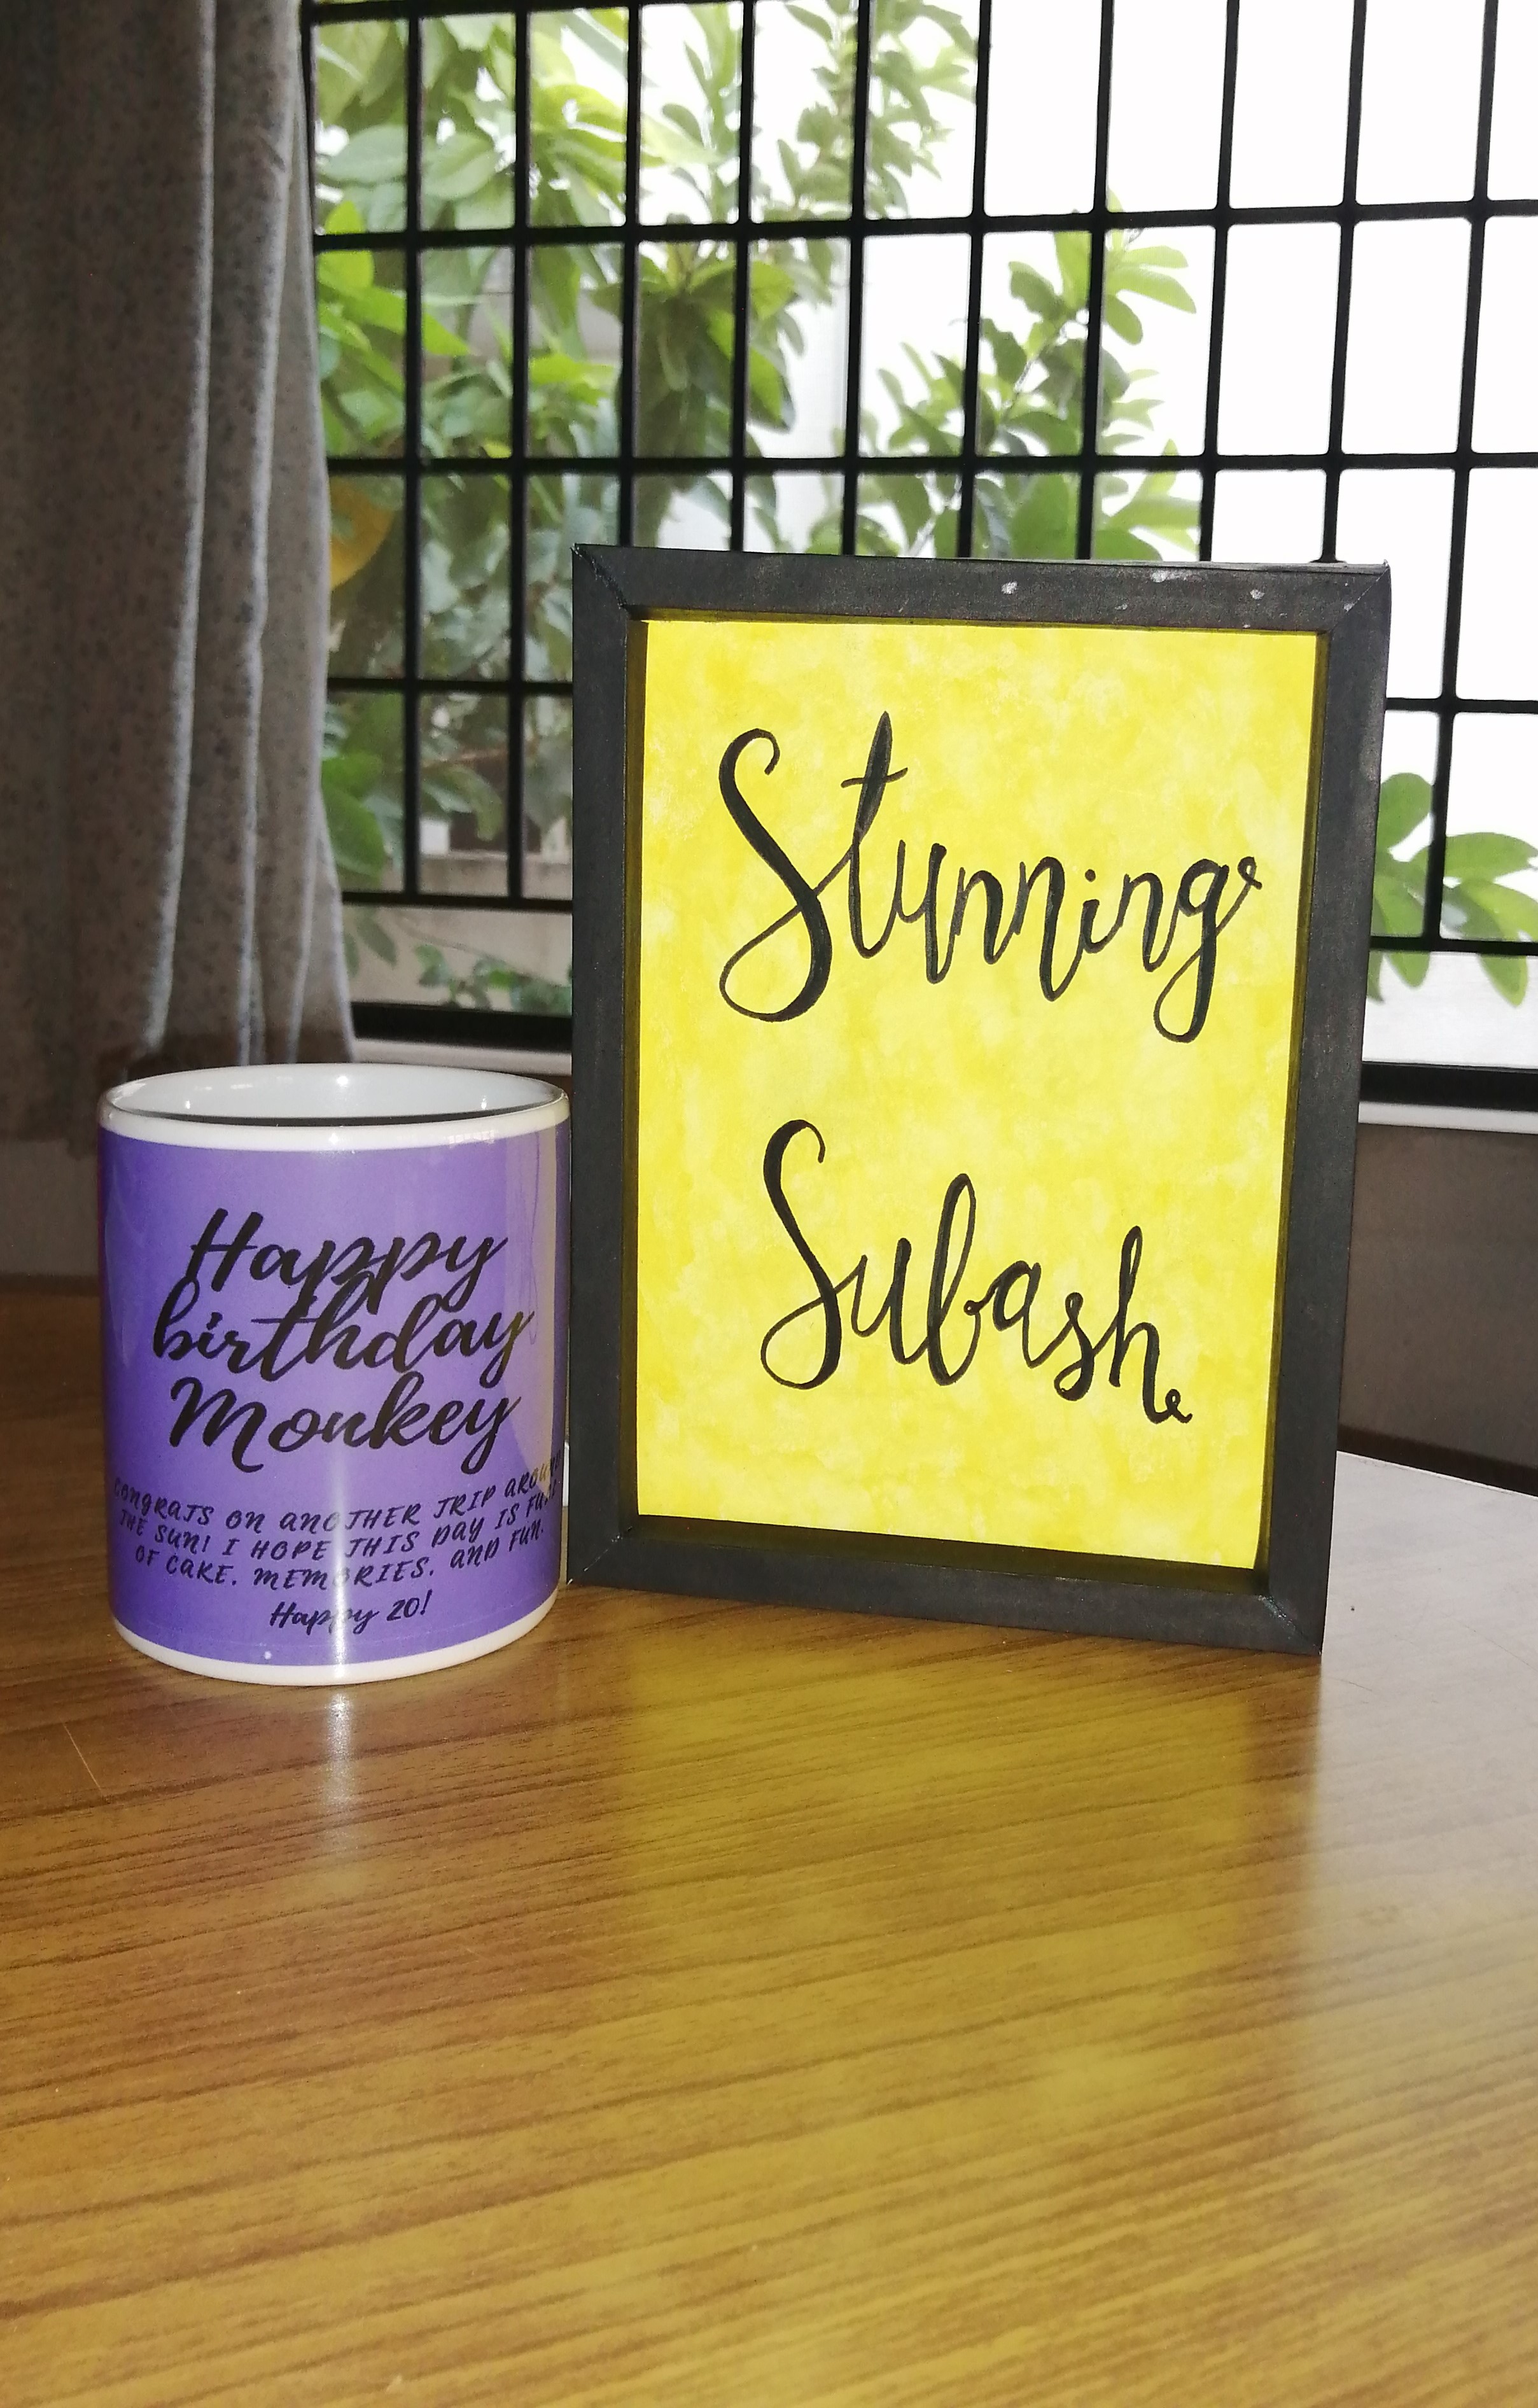 Happy
birthday
Monkey
CONGRATS ON ANOTHER TRIP AROUND
THE SUN! I HOPE THIS DAY IS FULL
OF CAKE, MEMORIES, AND FUN.
Happy 20!
Stunning
Subash